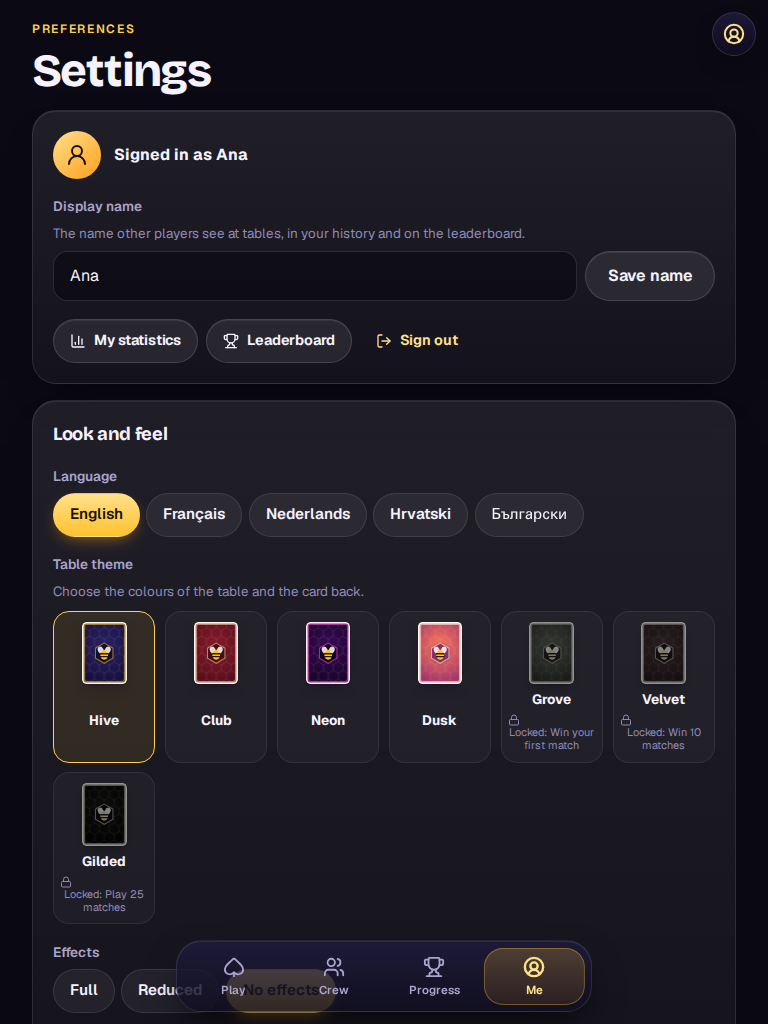 PREFERENCES
Settings
Signed in as Ana
Display name
The name other players see at tables, in your history and on the leaderboard.
Ana
Save name
My statistics
Leaderboard
Sign out
Look and feel
Language
English
Français
Nederlands
Hrvatski
Български
Table theme
Choose the colours of the table and the card back.
Hive
Club
Neon
Dusk
Grove
Locked: Win your
first match
Velvet
Locked: Win 10
matches
Gilded
Locked: Play 25
matches
Effects
Full
Reduced
No effects
Play
Crew
Progress
Me